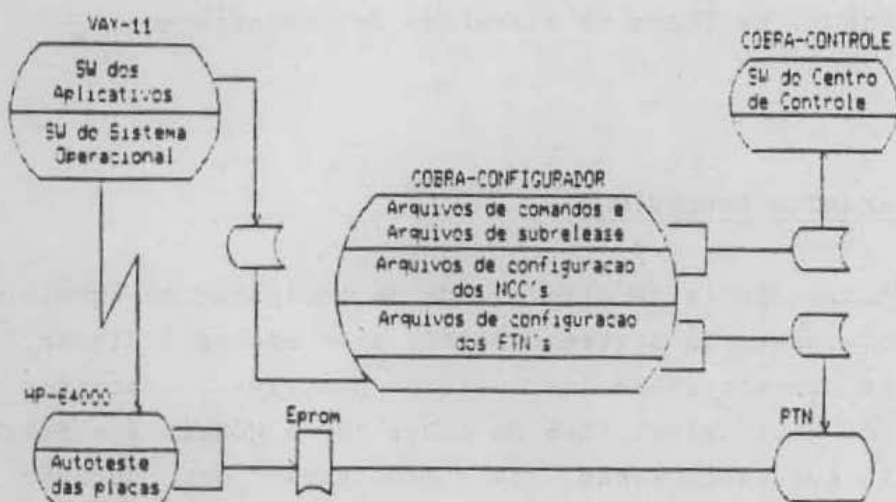 VAY-11
SW dos
Aplicativos
SW do Sistema
Operacional
COBRA-CONTROLE
SW do Centro
de Controle
COBRA-CONFIGURADOR
Arquivos de comandos e
Arquivos de subrelease
Arquivos de configuracao
dos NCC's
Arquivos de configuracao
dos PTN's
HP-64000
Autoteste
das placas
Eprom
PTN